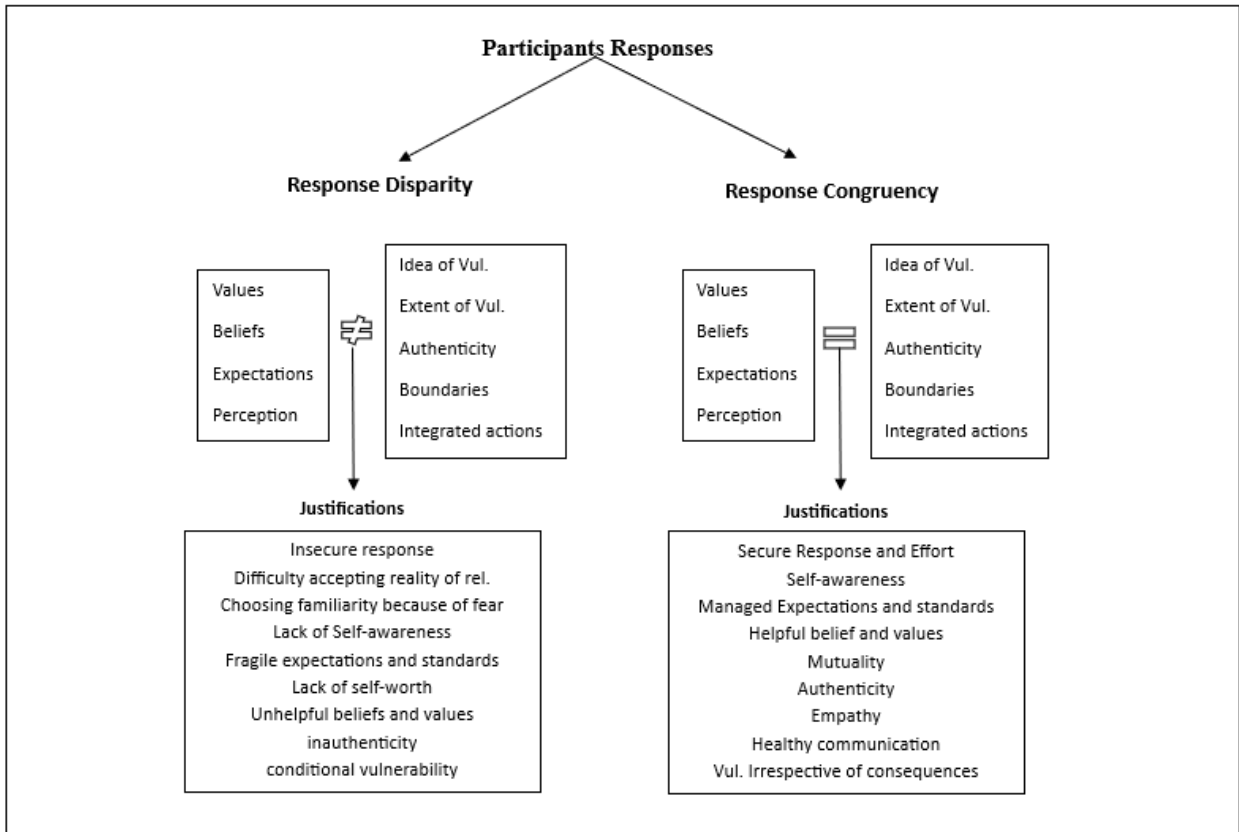 Participants Responses
Response Disparity
Response Congruency
Values
Beliefs
Expectations
Perception
≠
Idea of Vul.
Extent of Vul.
Authenticity
Boundaries
Integrated actions
Values
Beliefs
Expectations
Perception
=
Idea of Vul.
Extent of Vul.
Authenticity
Boundaries
Integrated actions
Justifications
Insecure response
Difficulty accepting reality of rel.
Choosing familiarity because of fear
Lack of Self-awareness
Fragile expectations and standards
Lack of self-worth
Unhelpful beliefs and values
inauthenticity
conditional vulnerability
Justifications
Secure Response and Effort
Self-awareness
Managed Expectations and standards
Helpful belief and values
Mutuality
Authenticity
Empathy
Healthy communication
Vul. Irrespective of consequences